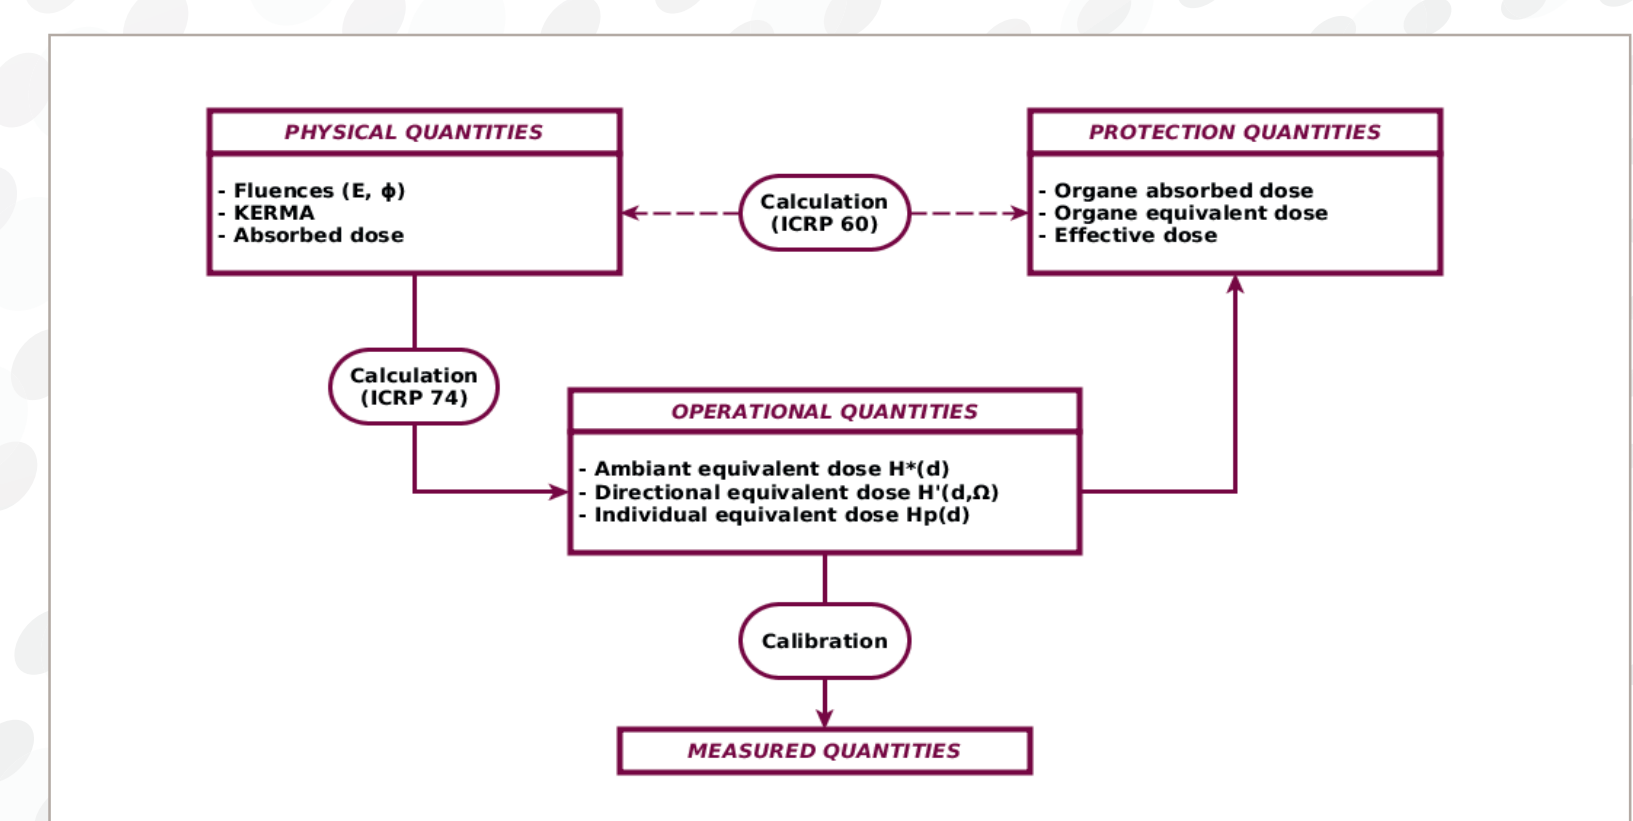 PHYSICAL QUANTITIES
- Fluences (E, ϕ)
- KERMA
- Absorbed dose
Calculation
(ICRP 60)
PROTECTION QUANTITIES
- Organe absorbed dose
- Organe equivalent dose
- Effective dose
Calculation
(ICRP 74)
OPERATIONAL QUANTITIES
- Ambiant equivalent dose H*(d)
- Directional equivalent dose H'(d,Ω)
- Individual equivalent dose Hp(d)
Calibration
MEASURED QUANTITIES